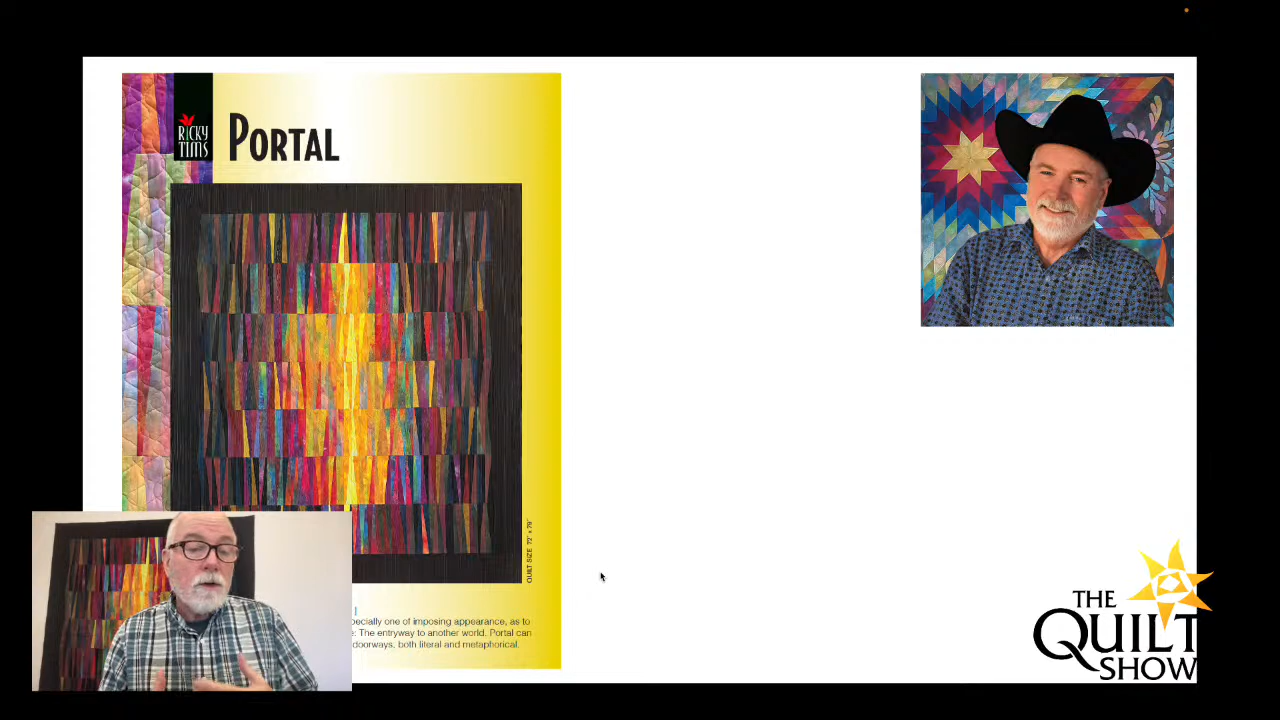 RICKY
TIMS
PORTAL
QUILT SIZE 72" x 79"
pecially one of imposing appearance, as to
e: The entryway to another world. Portal can
doorways, both literal and metaphorical.
THE
QUILT
SHOW